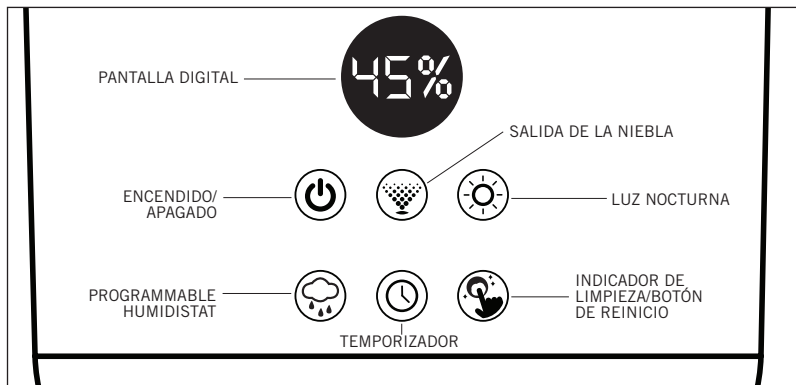 45%
PANTALLA DIGITAL
SALIDA DE LA NIEBLA
ENCENDIDO/
APAGADO
LUZ NOCTURNA
PROGRAMMABLE
HUMIDISTAT
TEMPORIZADOR
INDICADOR DE
LIMPIEZA/BOTÓN
DE REINICIO